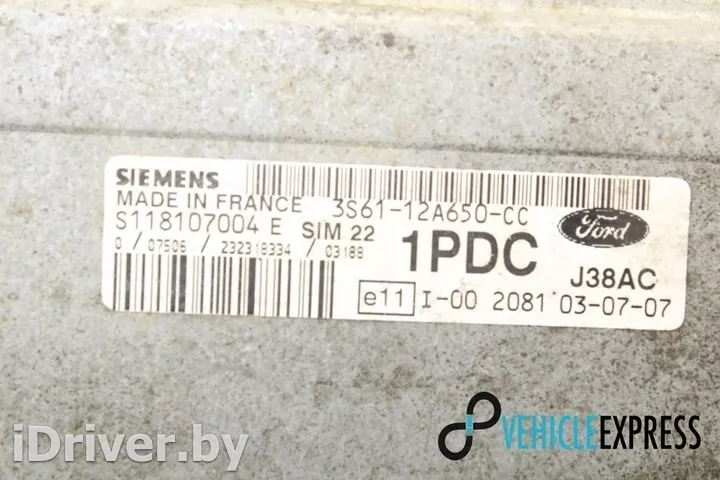 SIEMENS
MADE IN FRANCE 3S61-12A650-CC
S118107004 E SIM 22
0 / 07506 / 232318334 / 03188
1PDC
Ford
J38AC
e11 I-00 2081 03-07-07
VEHICLEEXPRESS
iDriver.by